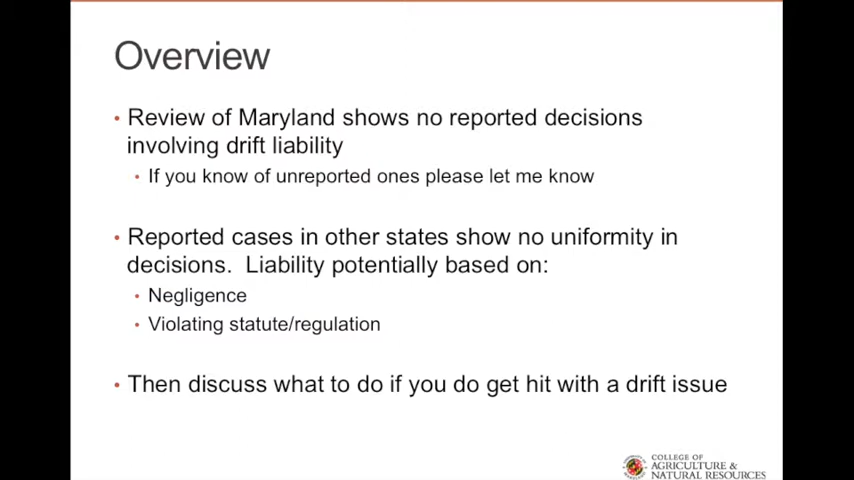 Overview
• Review of Maryland shows no reported decisions
involving drift liability
• If you know of unreported ones please let me know
• Reported cases in other states show no uniformity in
decisions. Liability potentially based on:
• Negligence
• Violating statute/regulation
• Then discuss what to do if you do get hit with a drift issue
COLLEGE OF
AGRICULTURE &
NATURAL RESOURCES